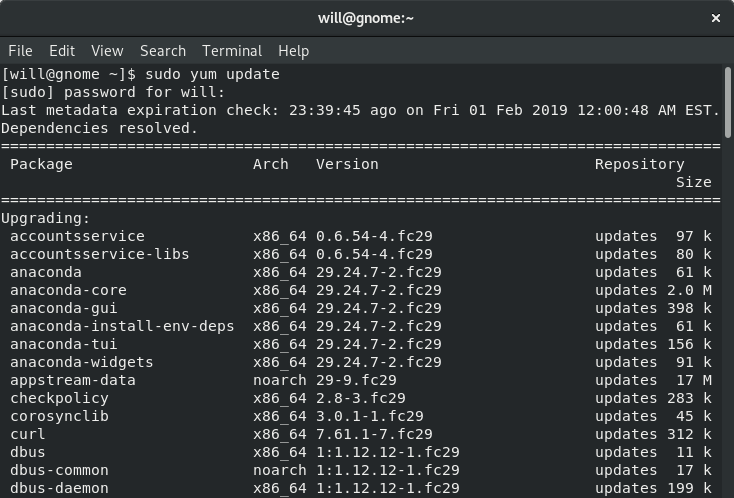 will@gnome:~ ×
File Edit View Search Terminal Help
[will@gnome ~]$ sudo yum update
[sudo] password for will:
Last metadata expiration check: 23:39:45 ago on Fri 01 Feb 2019 12:00:48 AM EST.
Dependencies resolved.
================================================================================
 Package                   Arch   Version                        Repository
                                                                           Size
================================================================================
Upgrading:
 accountsservice            x86_64 0.6.54-4.fc29                  updates  97 k
 accountsservice-libs       x86_64 0.6.54-4.fc29                  updates  80 k
 anaconda                   x86_64 29.24.7-2.fc29                 updates  61 k
 anaconda-core              x86_64 29.24.7-2.fc29                 updates 2.0 M
 anaconda-gui               x86_64 29.24.7-2.fc29                 updates 398 k
 anaconda-install-env-deps  x86_64 29.24.7-2.fc29                 updates  61 k
 anaconda-tui               x86_64 29.24.7-2.fc29                 updates 156 k
 anaconda-widgets           x86_64 29.24.7-2.fc29                 updates  91 k
 appstream-data             noarch 29-9.fc29                      updates  17 M
 checkpolicy                x86_64 2.8-3.fc29                     updates 283 k
 corosynclib                x86_64 3.0.1-1.fc29                   updates  45 k
 curl                       x86_64 7.61.1-7.fc29                  updates 312 k
 dbus                       x86_64 1:1.12.12-1.fc29               updates  11 k
 dbus-common                noarch 1:1.12.12-1.fc29               updates  17 k
 dbus-daemon                x86_64 1:1.12.12-1.fc29               updates 199 k